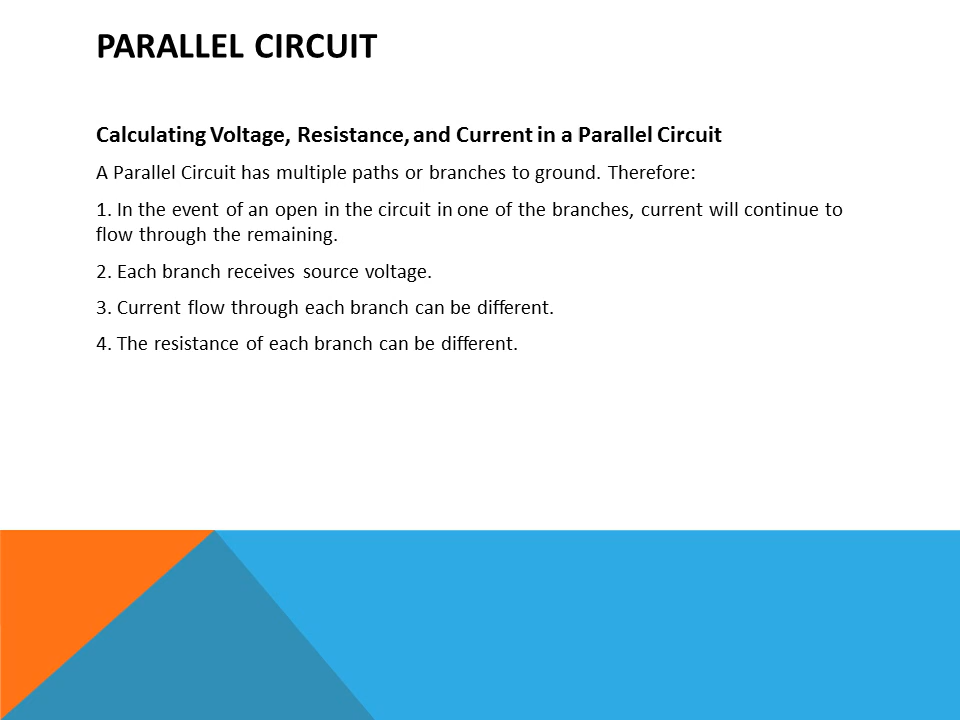 PARALLEL CIRCUIT
Calculating Voltage, Resistance, and Current in a Parallel Circuit
A Parallel Circuit has multiple paths or branches to ground. Therefore:
1. In the event of an open in the circuit in one of the branches, current will continue to
flow through the remaining.
2. Each branch receives source voltage.
3. Current flow through each branch can be different.
4. The resistance of each branch can be different.